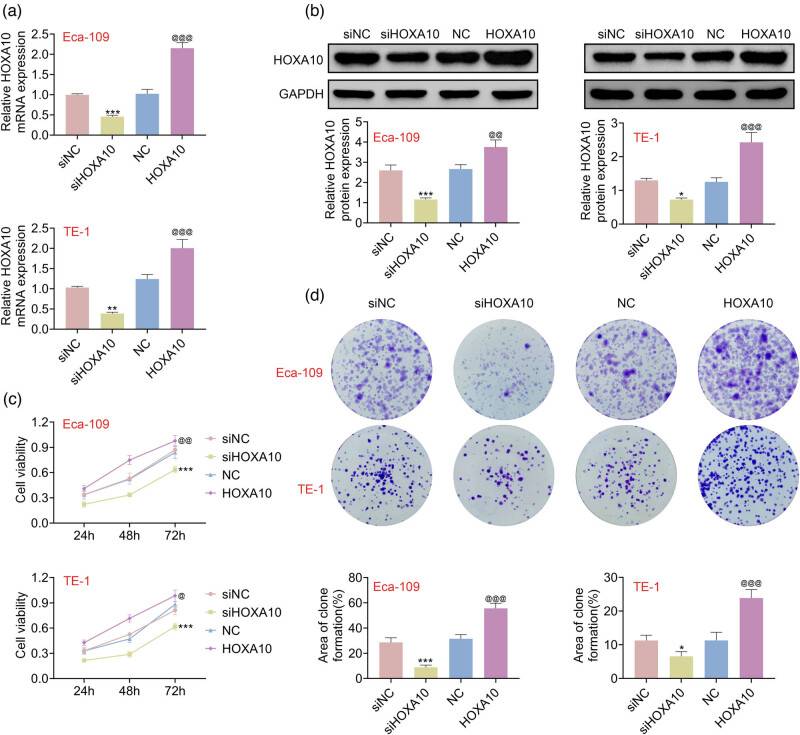 (a)
Eca-109
Relative HOXA10
mRNA expression
2.5
2.0
1.5
1.0
0.5
0.0
***
@@@
siNC
siHOXA10
NC
HOXA10
TE-1
Relative HOXA10
mRNA expression
2.5
2.0
1.5
1.0
0.5
0.0
**
@@@
siNC
siHOXA10
NC
HOXA10
(b)
siNC siHOXA10 NC HOXA10
HOXA10
GAPDH
siNC siHOXA10 NC HOXA10
Eca-109
Relative HOXA10
protein expression
5
4
3
2
1
0
***
@@
siNC
siHOXA10
NC
HOXA10
TE-1
Relative HOXA10
protein expression
3
2
1
0
*
@@@
siNC
siHOXA10
NC
HOXA10
(c)
Eca-109
Cell viability
1.2
0.9
0.6
0.3
0.0
24h 48h 72h
@@
***
siNC
siHOXA10
NC
HOXA10
TE-1
Cell viability
1.2
0.9
0.6
0.3
0.0
24h 48h 72h
@
***
siNC
siHOXA10
NC
HOXA10
(d)
siNC siHOXA10 NC HOXA10
Eca-109
TE-1
Eca-109
Area of clone
formation(%)
80
60
40
20
0
***
@@@
siNC
siHOXA10
NC
HOXA10
TE-1
Area of clone
formation(%)
30
20
10
0
*
@@@
siNC
siHOXA10
NC
HOXA10